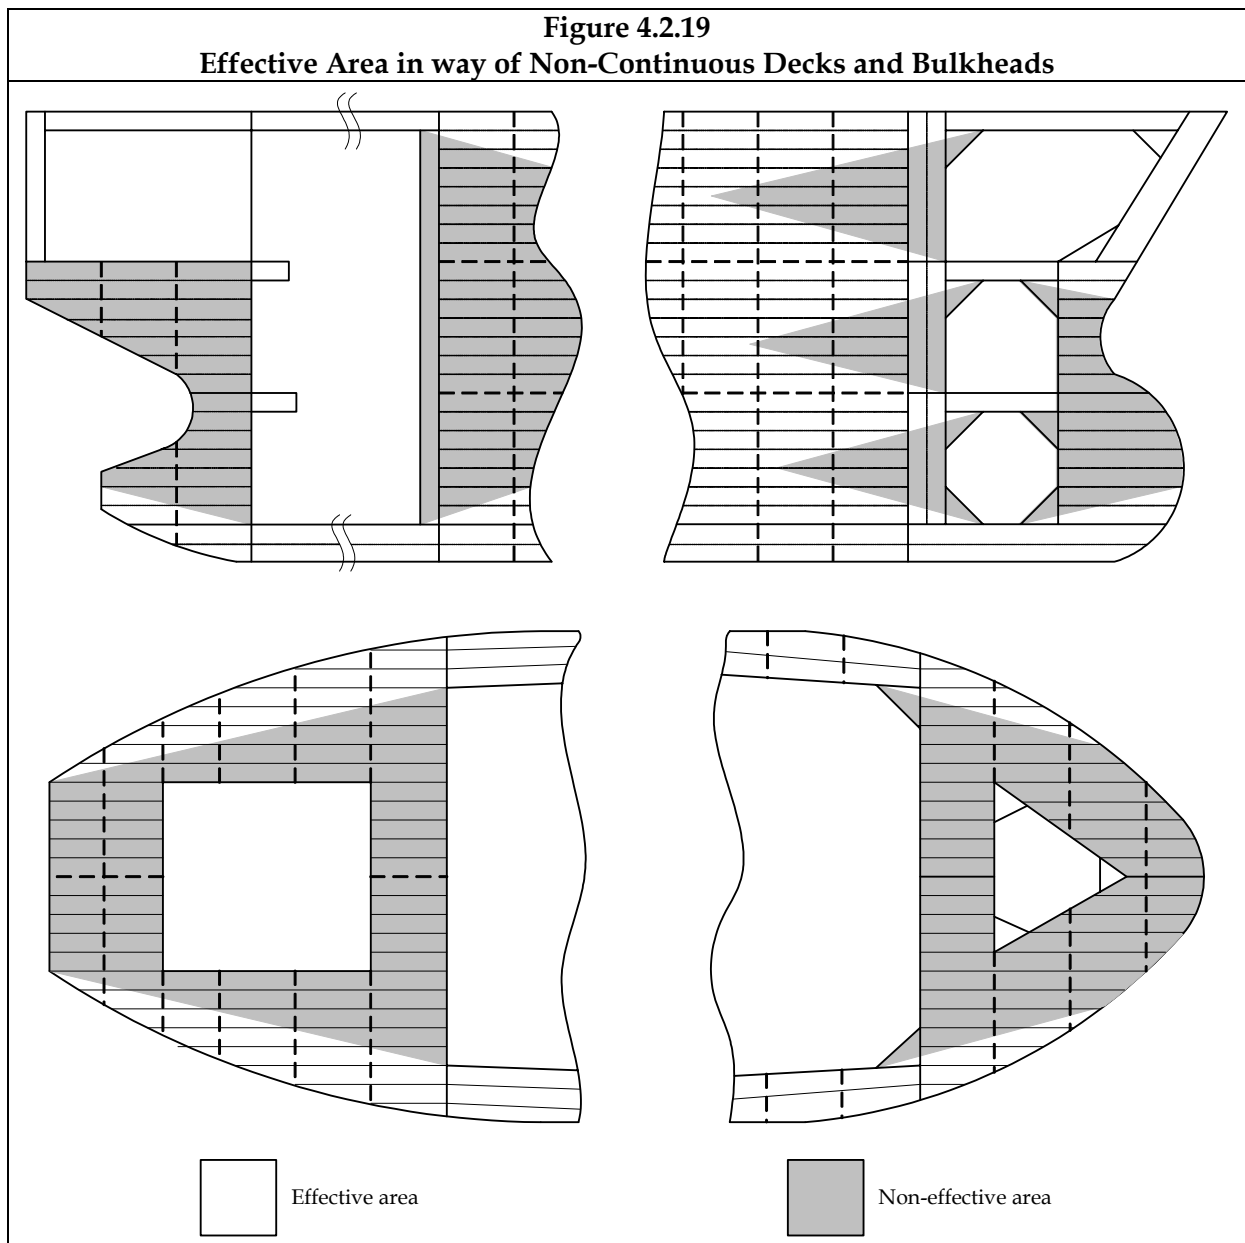 Figure 4.2.19
Effective Area in way of Non-Continuous Decks and Bulkheads
Effective area
Non-effective area